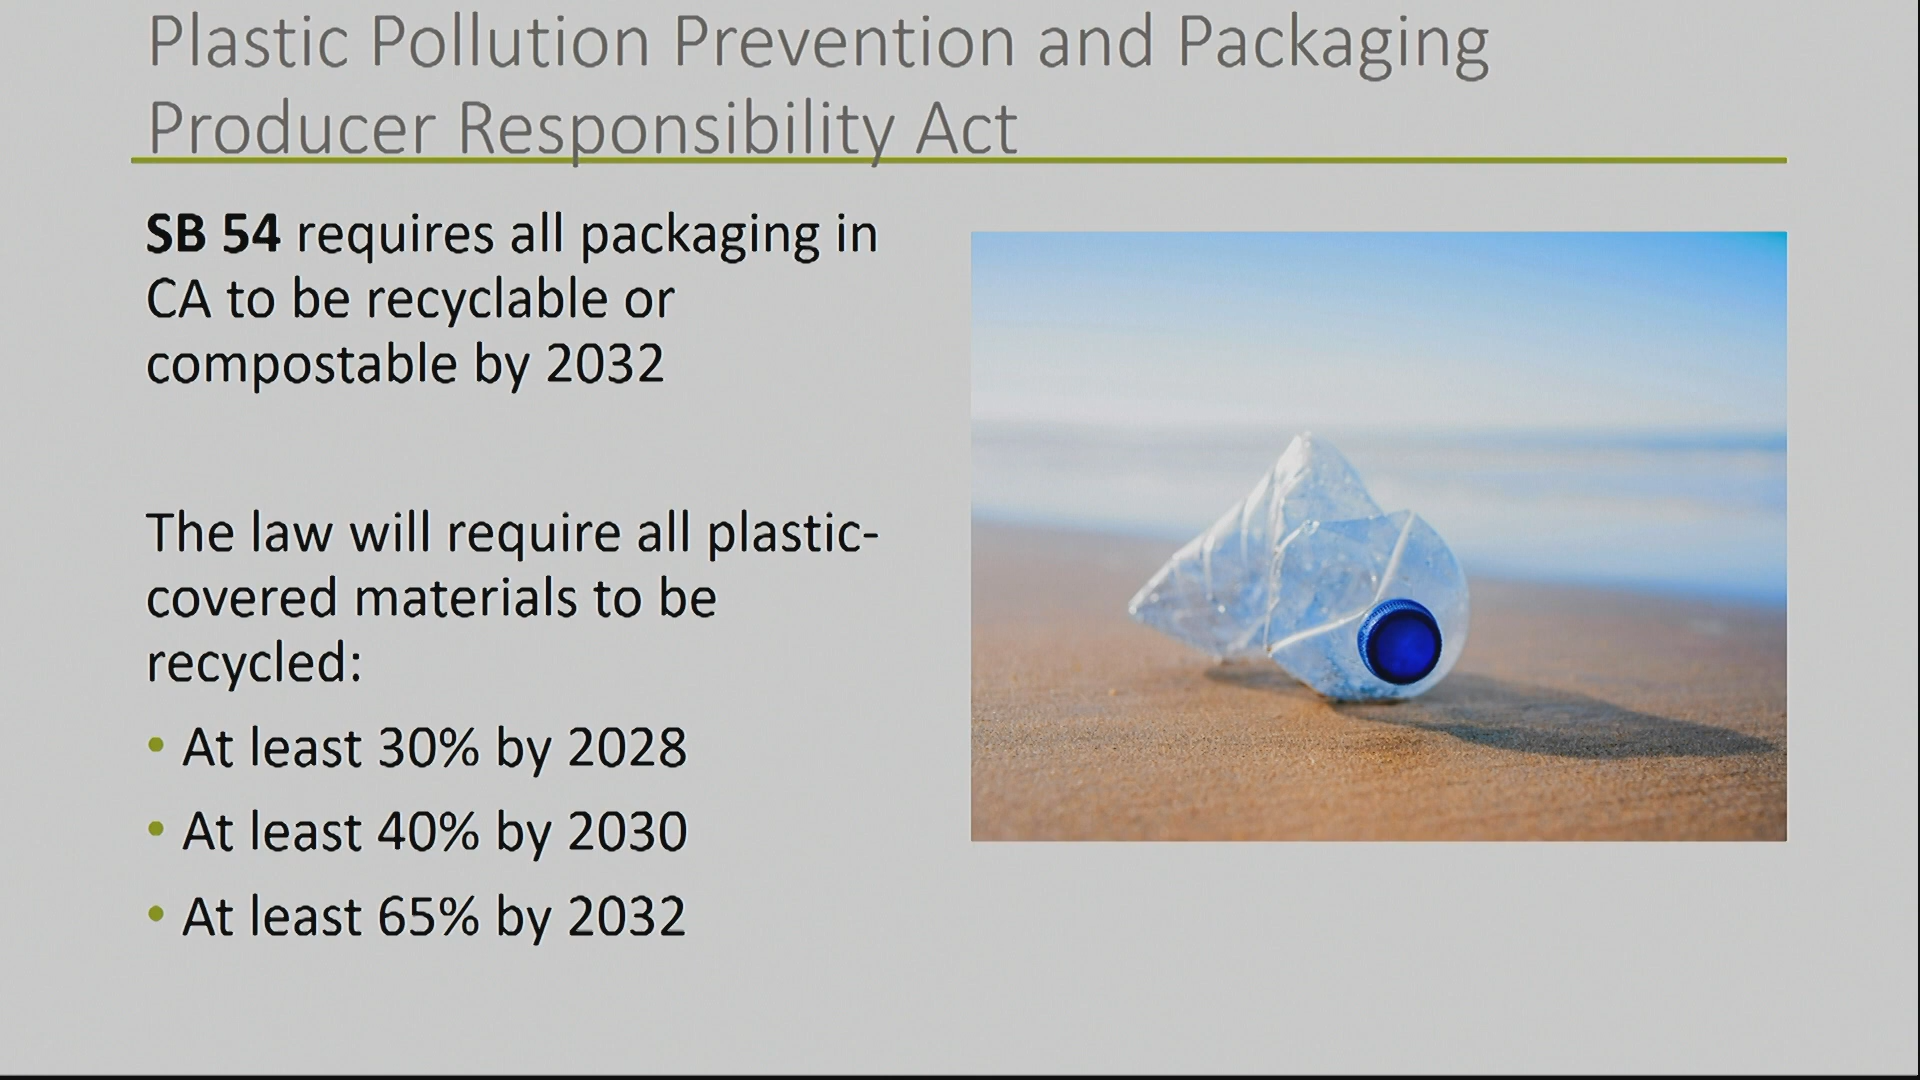 Plastic Pollution Prevention and Packaging
Producer Responsibility Act
SB 54 requires all packaging in
CA to be recyclable or
compostable by 2032
The law will require all plastic-
covered materials to be
recycled:
• At least 30% by 2028
• At least 40% by 2030
• At least 65% by 2032